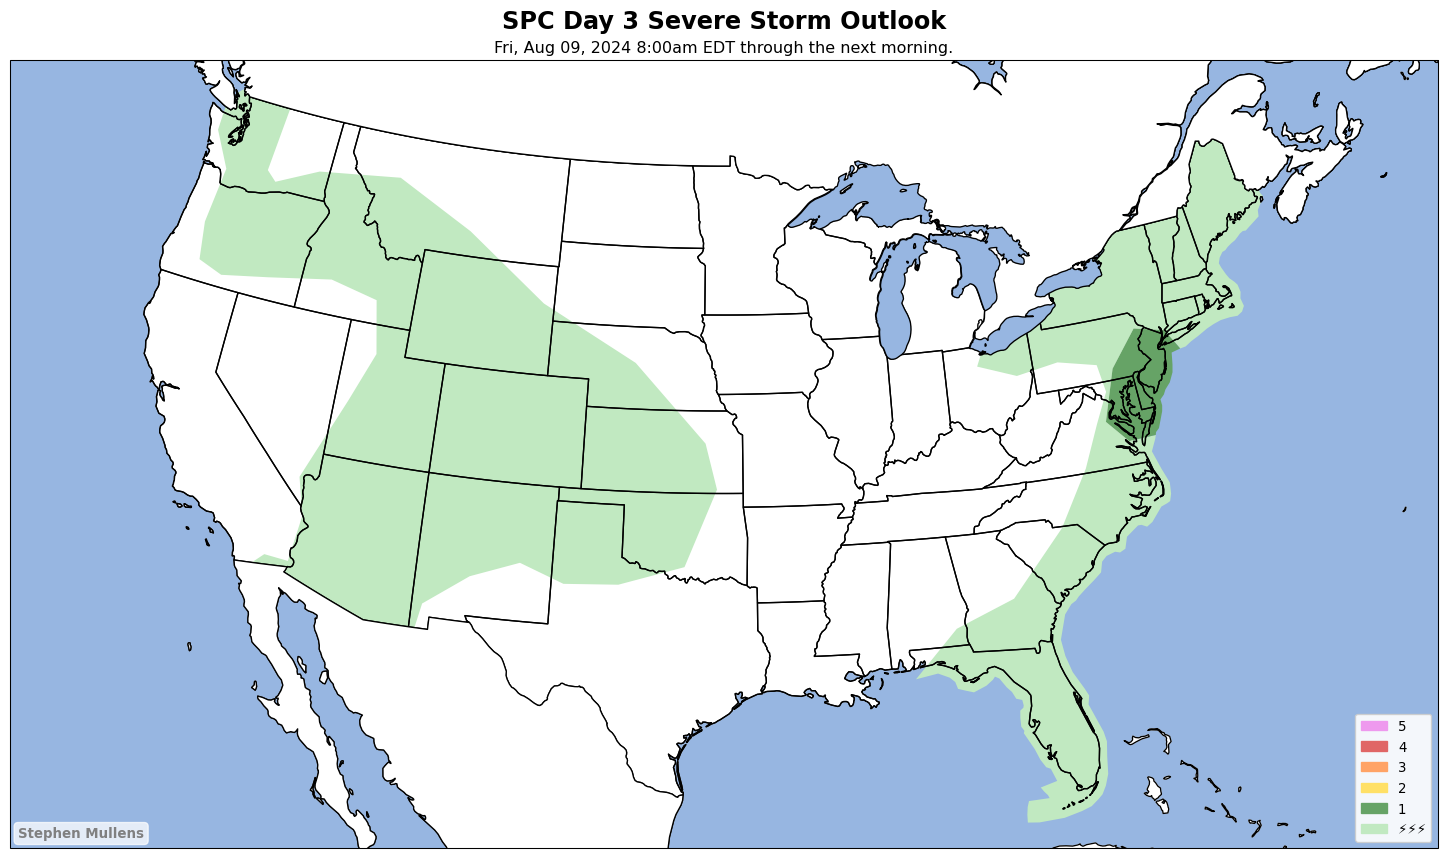 SPC Day 3 Severe Storm Outlook
Fri, Aug 09, 2024 8:00am EDT through the next morning.
5
4
3
2
1
⚡⚡⚡
Stephen Mullens